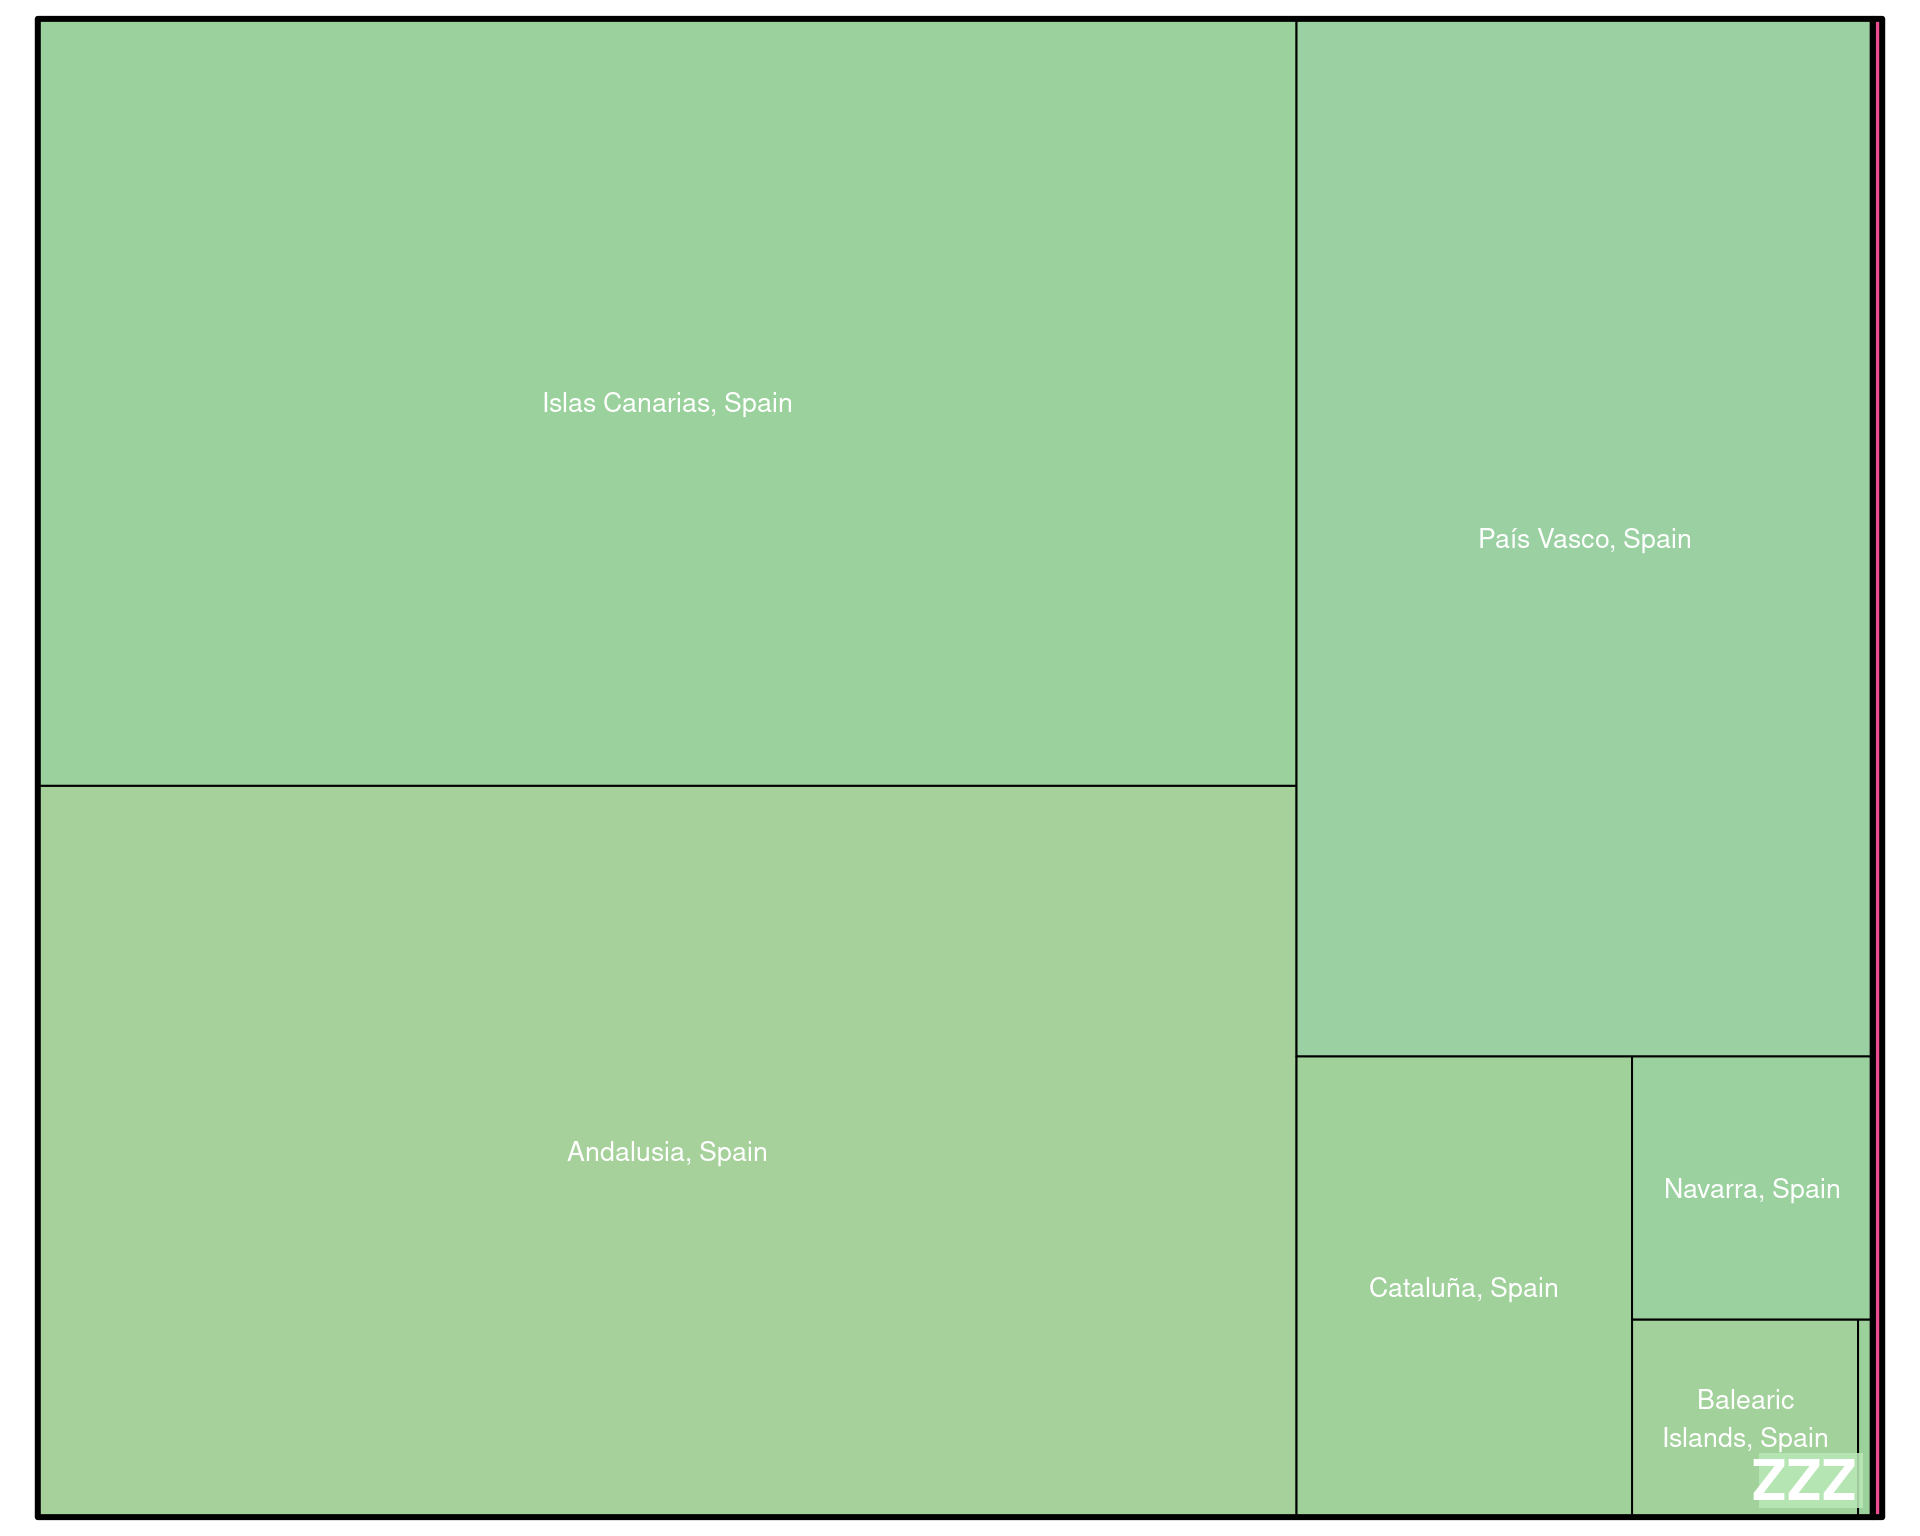 Islas Canarias, Spain
País Vasco, Spain
Andalusia, Spain
Navarra, Spain
Cataluña, Spain
Balearic
Islands, Spain
ZZZ